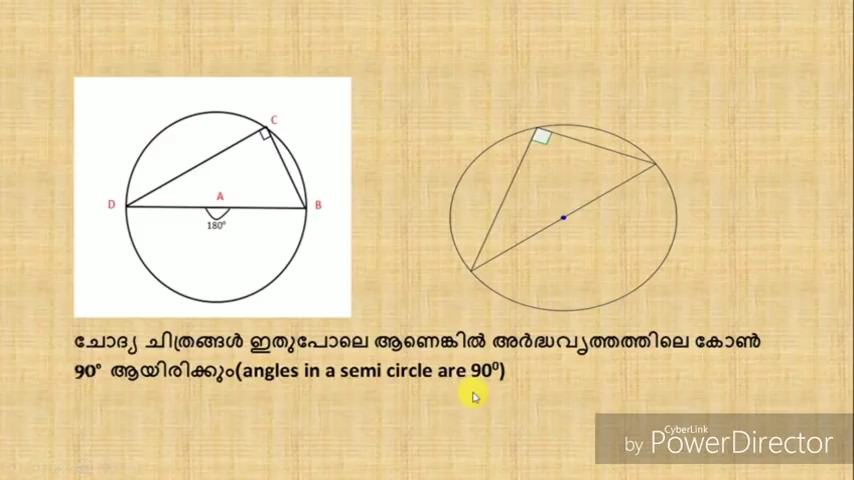 C
D
A
B
180°
ചോദ്യ ചിത്രങ്ങൾ ഇതുപോലെ ആണെങ്കിൽ അർദ്ധവൃത്തത്തിലെ കോൺ
90° ആയിരിക്കും(angles in a semi circle are 90⁰)
CyberLink
by PowerDirector